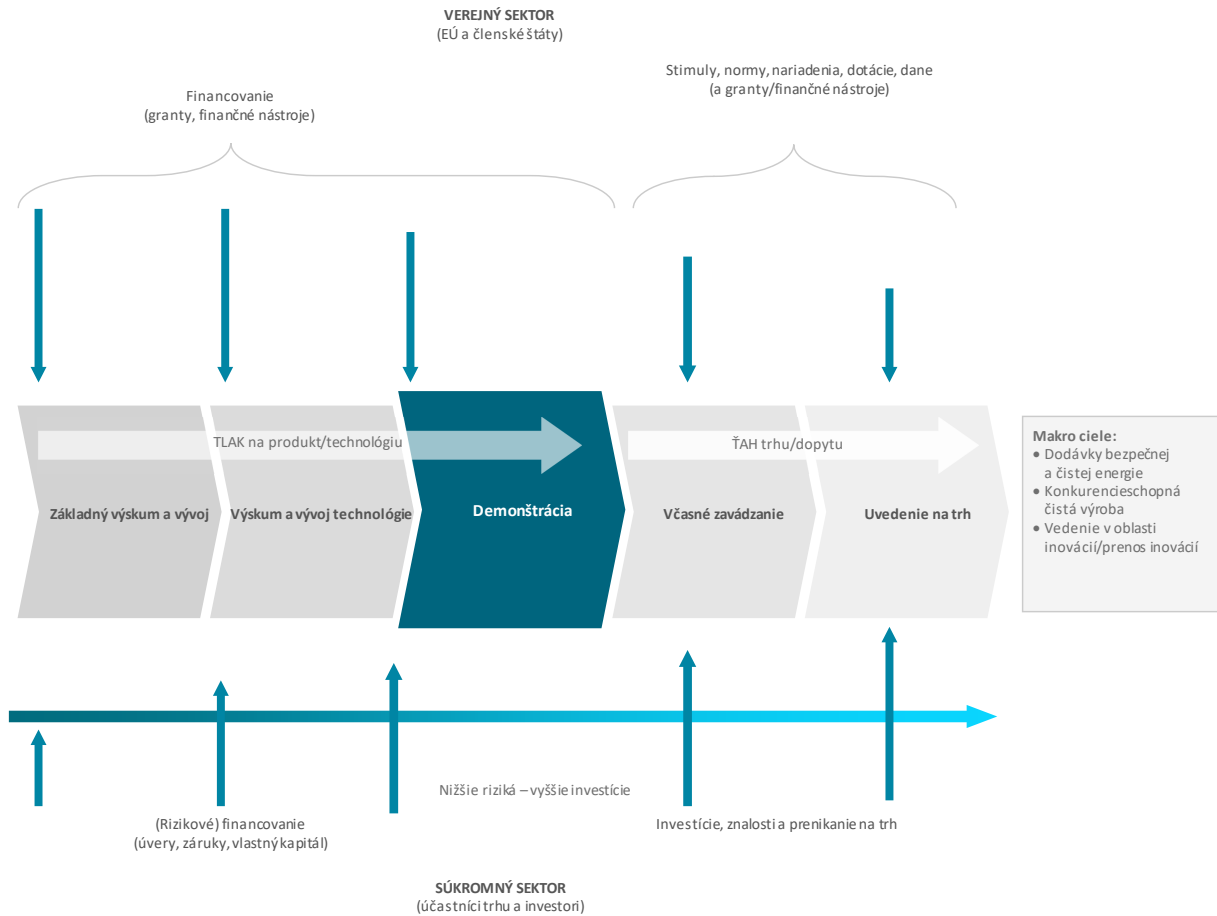 VEREJNÝ SEKTOR
(EÚ a členské štáty)
Stimuly, normy, nariadenia, dotácie, dane
(a granty/finančné nástroje)
Financovanie
(granty, finančné nástroje)
TLAK na produkt/technológiu
ŤAH trhu/dopytu
Základný výskum a vývoj
Výskum a vývoj technológie
Demonštrácia
Včasné zavádzanie
Uvedenie na trh
Makro ciele:
• Dodávky bezpečnej
a čistej energie
• Konkurencieschopná
čistá výroba
• Vedenie v oblasti
inovácií/prenos inovácií
Nižšie riziká – vyššie investície
(Rizikové) financovanie
(úvery, záruky, vlastný kapitál)
Investície, znalosti a prenikanie na trh
SÚKROMNÝ SEKTOR
(účastníci trhu a investori)